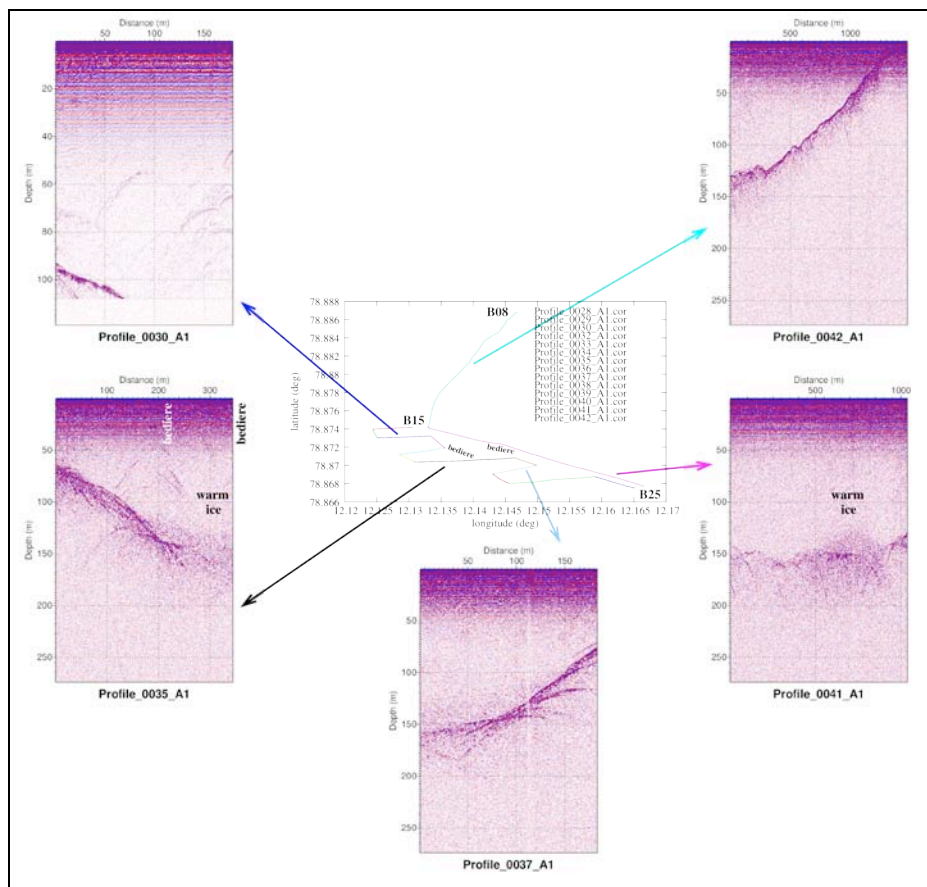 Distance (m)
50 100 150
20
40
60
80
100
Depth (m)
Profile_0030_A1
Distance (m)
500 1000
50
100
150
200
250
Depth (m)
Profile_0042_A1
78.888
78.886
78.884
78.882
78.88
78.878
78.876
78.874
78.872
78.87
78.868
78.866
latitude (deg)
12.12 12.125 12.13 12.135 12.14 12.145 12.15 12.155 12.16 12.165 12.17
longitude (deg)
B08
B15
B25
bediere
bediere
Profile_0028_A1.cor
Profile_0029_A1.cor
Profile_0030_A1.cor
Profile_0032_A1.cor
Profile_0033_A1.cor
Profile_0034_A1.cor
Profile_0035_A1.cor
Profile_0036_A1.cor
Profile_0037_A1.cor
Profile_0038_A1.cor
Profile_0039_A1.cor
Profile_0040_A1.cor
Profile_0041_A1.cor
Profile_0042_A1.cor
Distance (m)
100 200 300
50
100
150
200
250
Depth (m)
bediere
bediere
warm
ice
Profile_0035_A1
Distance (m)
500 1000
50
100
150
200
250
Depth (m)
warm
ice
Profile_0041_A1
Distance (m)
50 100 150
50
100
150
200
250
Depth (m)
Profile_0037_A1